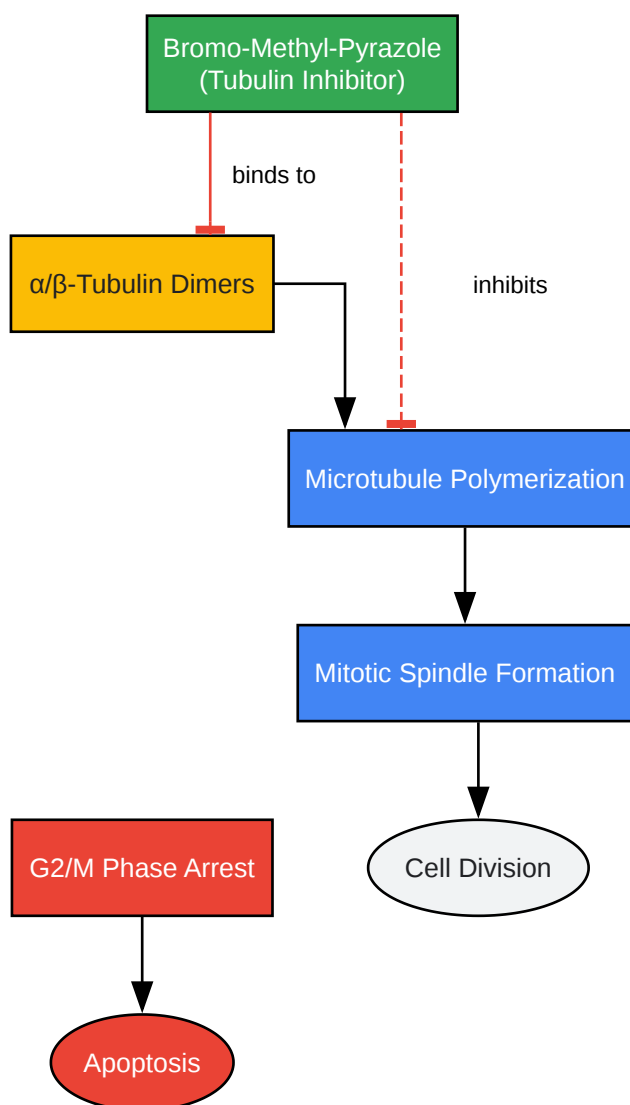 Bromo-Methyl-Pyrazole
(Tubulin Inhibitor)
binds to
α/β-Tubulin Dimers
inhibits
Microtubule Polymerization
Mitotic Spindle Formation
G2/M Phase Arrest
Cell Division
Apoptosis